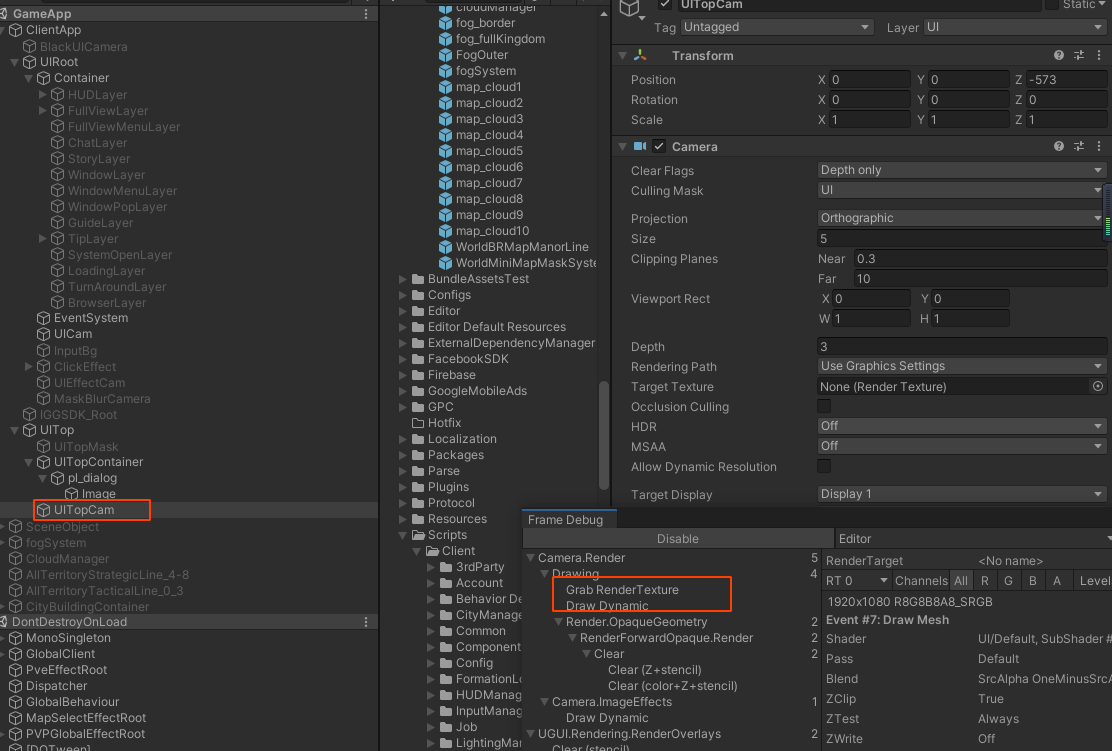 GameApp
ClientApp
BlackUICamera
UIRoot
Container
HUDLayer
FullViewLayer
FullViewMenuLayer
ChatLayer
StoryLayer
WindowLayer
WindowMenuLayer
WindowPopLayer
GuideLayer
TipLayer
SystemOpenLayer
LoadingLayer
TurnAroundLayer
BrowserLayer
EventSystem
UICam
InputBg
ClickEffect
UIEffectCam
MaskBlurCamera
IGGSDK_Root
UITop
UITopMask
UITopContainer
pl_dialog
Image
UITopCam
SceneObject
fogSystem
CloudManager
AllTerritoryStrategicLine_4-8
AllTerritoryTacticalLine_0_3
CityBuildingContainer
DontDestroyOnLoad
MonoSingleton
GlobalClient
PveEffectRoot
Dispatcher
GlobalBehaviour
MapSelectEffectRoot
PVPGlobalEffectRoot
[DOTween]
cloudManager
fog_border
fog_fullKingdom
FogOuter
fogSystem
map_cloud1
map_cloud2
map_cloud3
map_cloud4
map_cloud5
map_cloud6
map_cloud7
map_cloud8
map_cloud9
map_cloud10
WorldBRMapManorLine
WorldMiniMapMaskSyste
BundleAssetsTest
Configs
Editor
Editor Default Resources
ExternalDependencyManager
FacebookSDK
Firebase
GoogleMobileAds
GPC
Hotfix
Localization
Packages
Parse
Plugins
Protocol
Resources
Scripts
Client
3rdParty
Account
Behavior De
CityManage
Common
Component
Config
FormationLo
HUDManag
InputManag
Job
LightingMan
UITopCam
Static
Tag Untagged Layer UI
Transform
Position X 0 Y 0 Z -573
Rotation X 0 Y 0 Z 0
Scale X 1 Y 1 Z 1
Camera
Clear Flags Depth only
Culling Mask UI
Projection Orthographic
Size 5
Clipping Planes Near 0.3
Far 10
Viewport Rect X 0 Y 0
W 1 H 1
Depth 3
Rendering Path Use Graphics Settings
Target Texture None (Render Texture)
Occlusion Culling
HDR Off
MSAA Off
Allow Dynamic Resolution
Target Display Display 1
Frame Debug
Disable Editor
Camera.Render 5
Drawing 4
Grab RenderTexture
Draw Dynamic
Render.OpaqueGeometry 2
RenderForwardOpaque.Render 2
Clear 2
Clear (Z+stencil)
Clear (color+Z+stencil)
Camera.ImageEffects 1
Draw Dynamic
UGUI.Rendering.RenderOverlays 2
Clear (stencil)
RenderTarget <No name>
RT 0 Channels All R G B A Level
1920x1080 R8G8B8A8_SRGB
Event #7: Draw Mesh
Shader UI/Default, SubShader #
Pass Default
Blend SrcAlpha OneMinusSrcA
ZClip True
ZTest Always
ZWrite Off